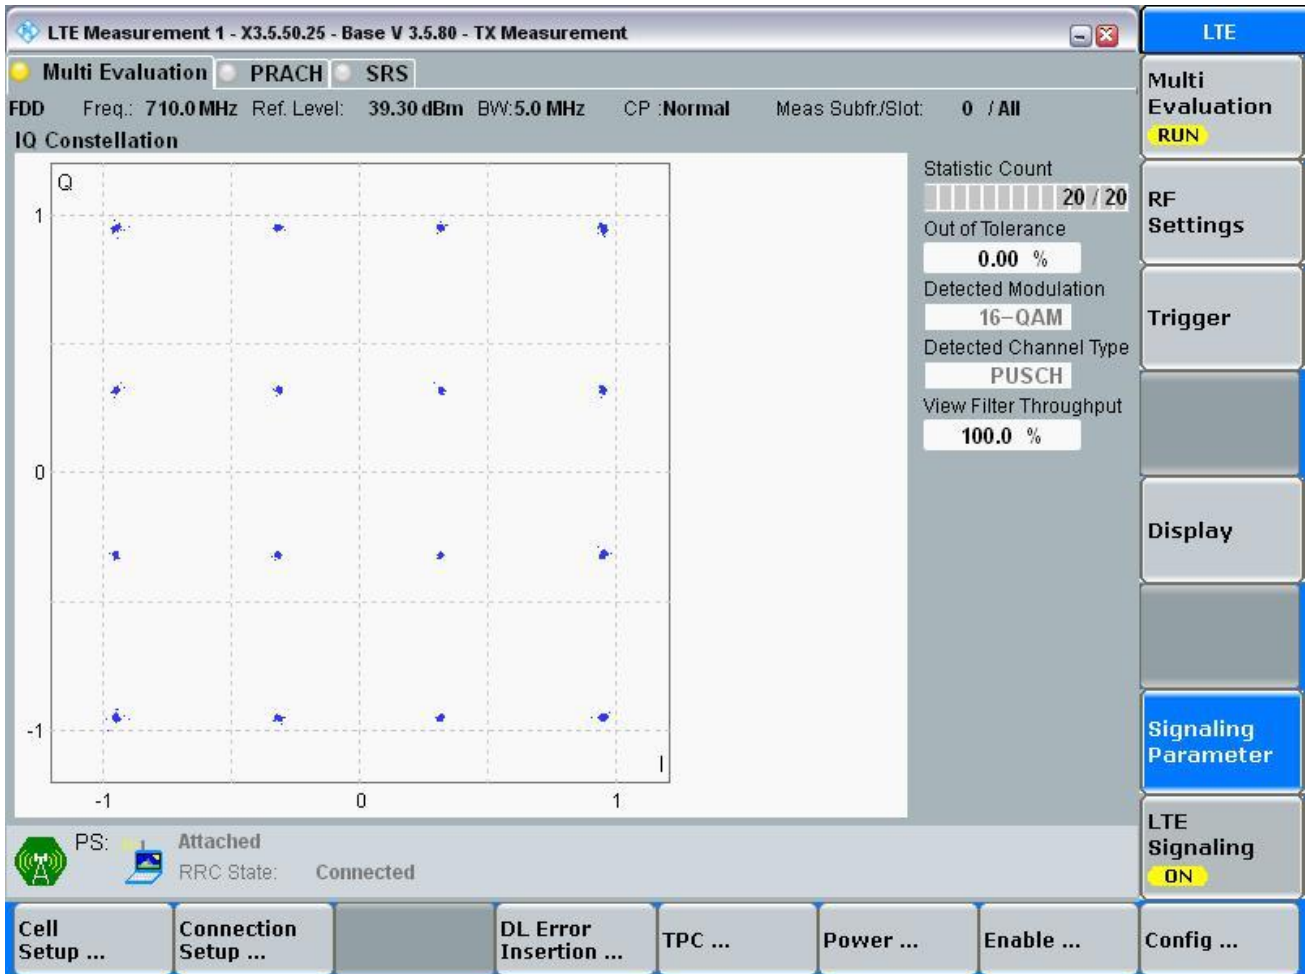 LTE Measurement 1 - X3.5.50.25 - Base V 3.5.80 - TX Measurement
LTE
Multi Evaluation PRACH SRS
FDD Freq.: 710.0 MHz Ref. Level: 39.30 dBm BW: 5.0 MHz CP : Normal Meas Subfr./Slot: 0 / All
IQ Constellation
Q
1
0
-1
I
-1 0 1
Statistic Count
20 / 20
Out of Tolerance
0.00 %
Detected Modulation
16-QAM
Detected Channel Type
PUSCH
View Filter Throughput
100.0 %
Multi
Evaluation
RUN
RF
Settings
Trigger
Display
Signaling
Parameter
LTE
Signaling
ON
PS: Attached
RRC State: Connected
Cell
Setup ...
Connection
Setup ...
DL Error
Insertion ...
TPC ...
Power ...
Enable ...
Config ...